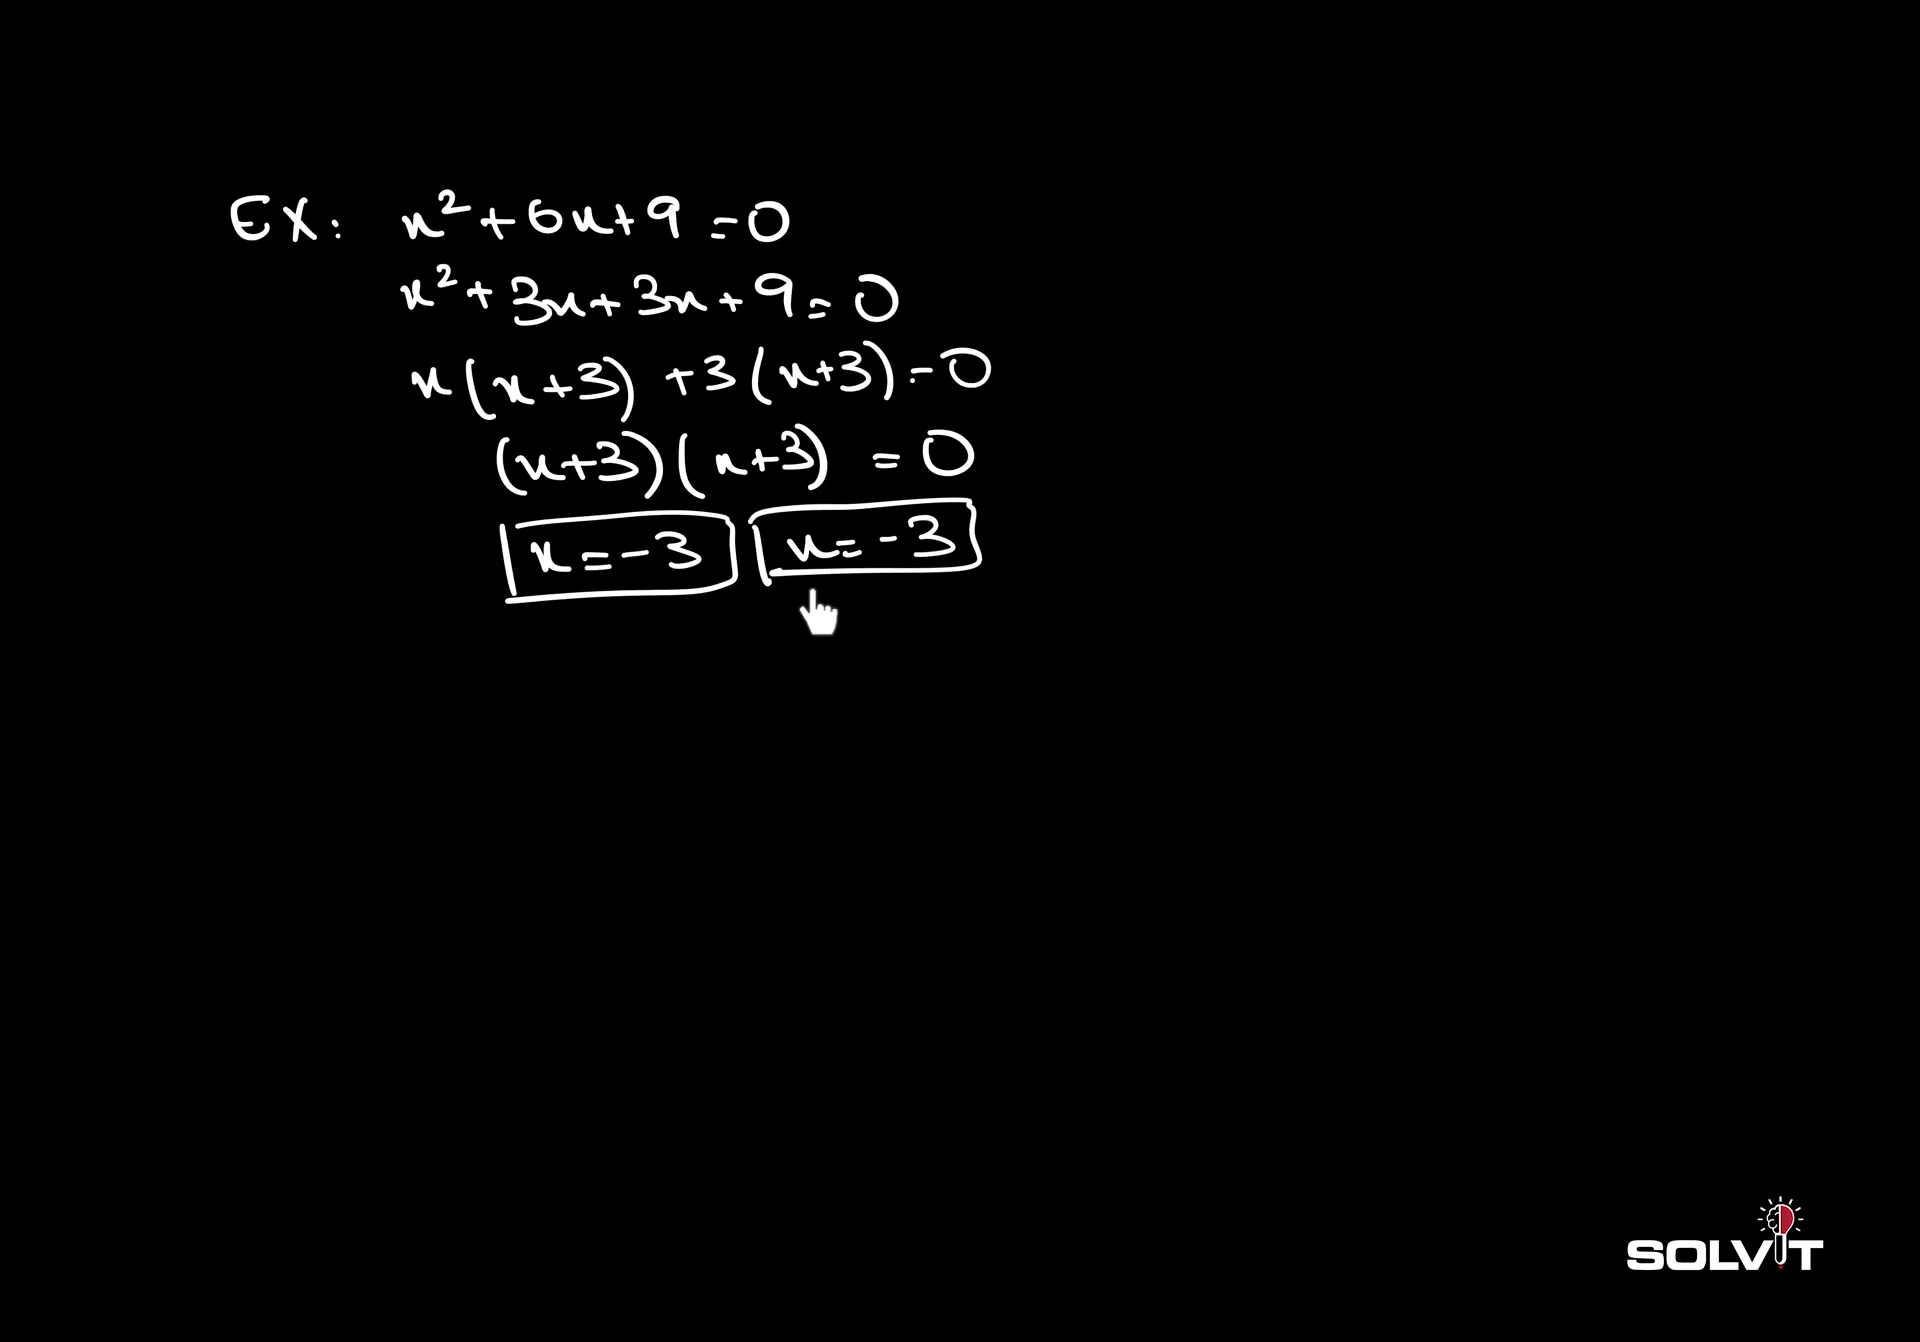 EX: x²+6x+9=0
x²+3x+3x+9=0
x(x+3)+3(x+3)=0
(x+3)(x+3)=0
x=-3 x=-3
SOLVIT